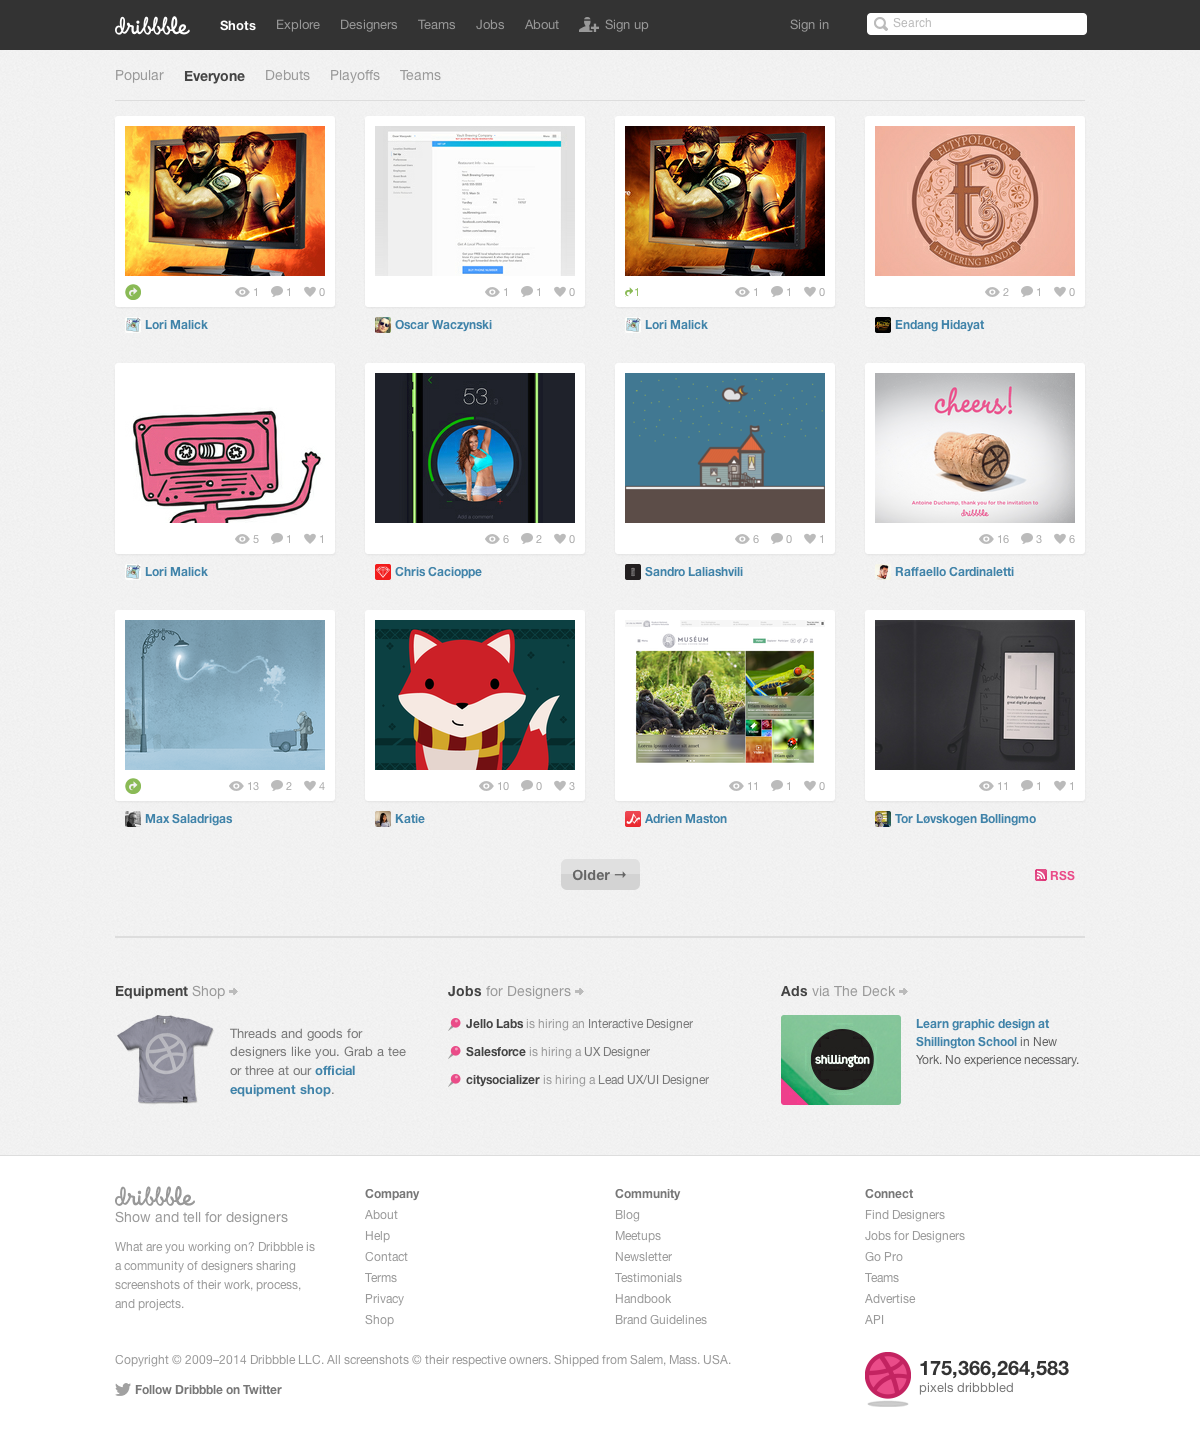 dribbble Shots Explore Designers Teams Jobs About Sign up Sign in Search
Popular Everyone Debuts Playoffs Teams
ELTYPOLOCOS
LETTERING BANDIT
1 1 0
1 1 0
1 1 1 0
2 1 0
Lori Malick
Oscar Waczynski
Lori Malick
Endang Hidayat
53
Add a comment
cheers!
Antoine Duchamp, thank you for the invitation to
dribbble
5 1 1
6 2 0
6 0 1
16 3 6
Lori Malick
Chris Cacioppe
Sandro Laliashvili
Raffaello Cardinaletti
MUSÉUM
Principles for designing
great digital products
13 2 4
10 0 3
11 1 0
11 1 1
Max Saladrigas
Katie
Adrien Maston
Tor Løvskogen Bollingmo
Older →
RSS
Equipment Shop
Threads and goods for
designers like you. Grab a tee
or three at our official
equipment shop.
Jobs for Designers
Jello Labs is hiring an Interactive Designer
Salesforce is hiring a UX Designer
citysocializer is hiring a Lead UX/UI Designer
Ads via The Deck
shillington
Learn graphic design at
Shillington School in New
York. No experience necessary.
dribbble
Show and tell for designers
What are you working on? Dribbble is
a community of designers sharing
screenshots of their work, process,
and projects.
Company
About
Help
Contact
Terms
Privacy
Shop
Community
Blog
Meetups
Newsletter
Testimonials
Handbook
Brand Guidelines
Connect
Find Designers
Jobs for Designers
Go Pro
Teams
Advertise
API
Copyright © 2009–2014 Dribbble LLC. All screenshots © their respective owners. Shipped from Salem, Mass. USA.
Follow Dribbble on Twitter
175,366,264,583
pixels dribbbled